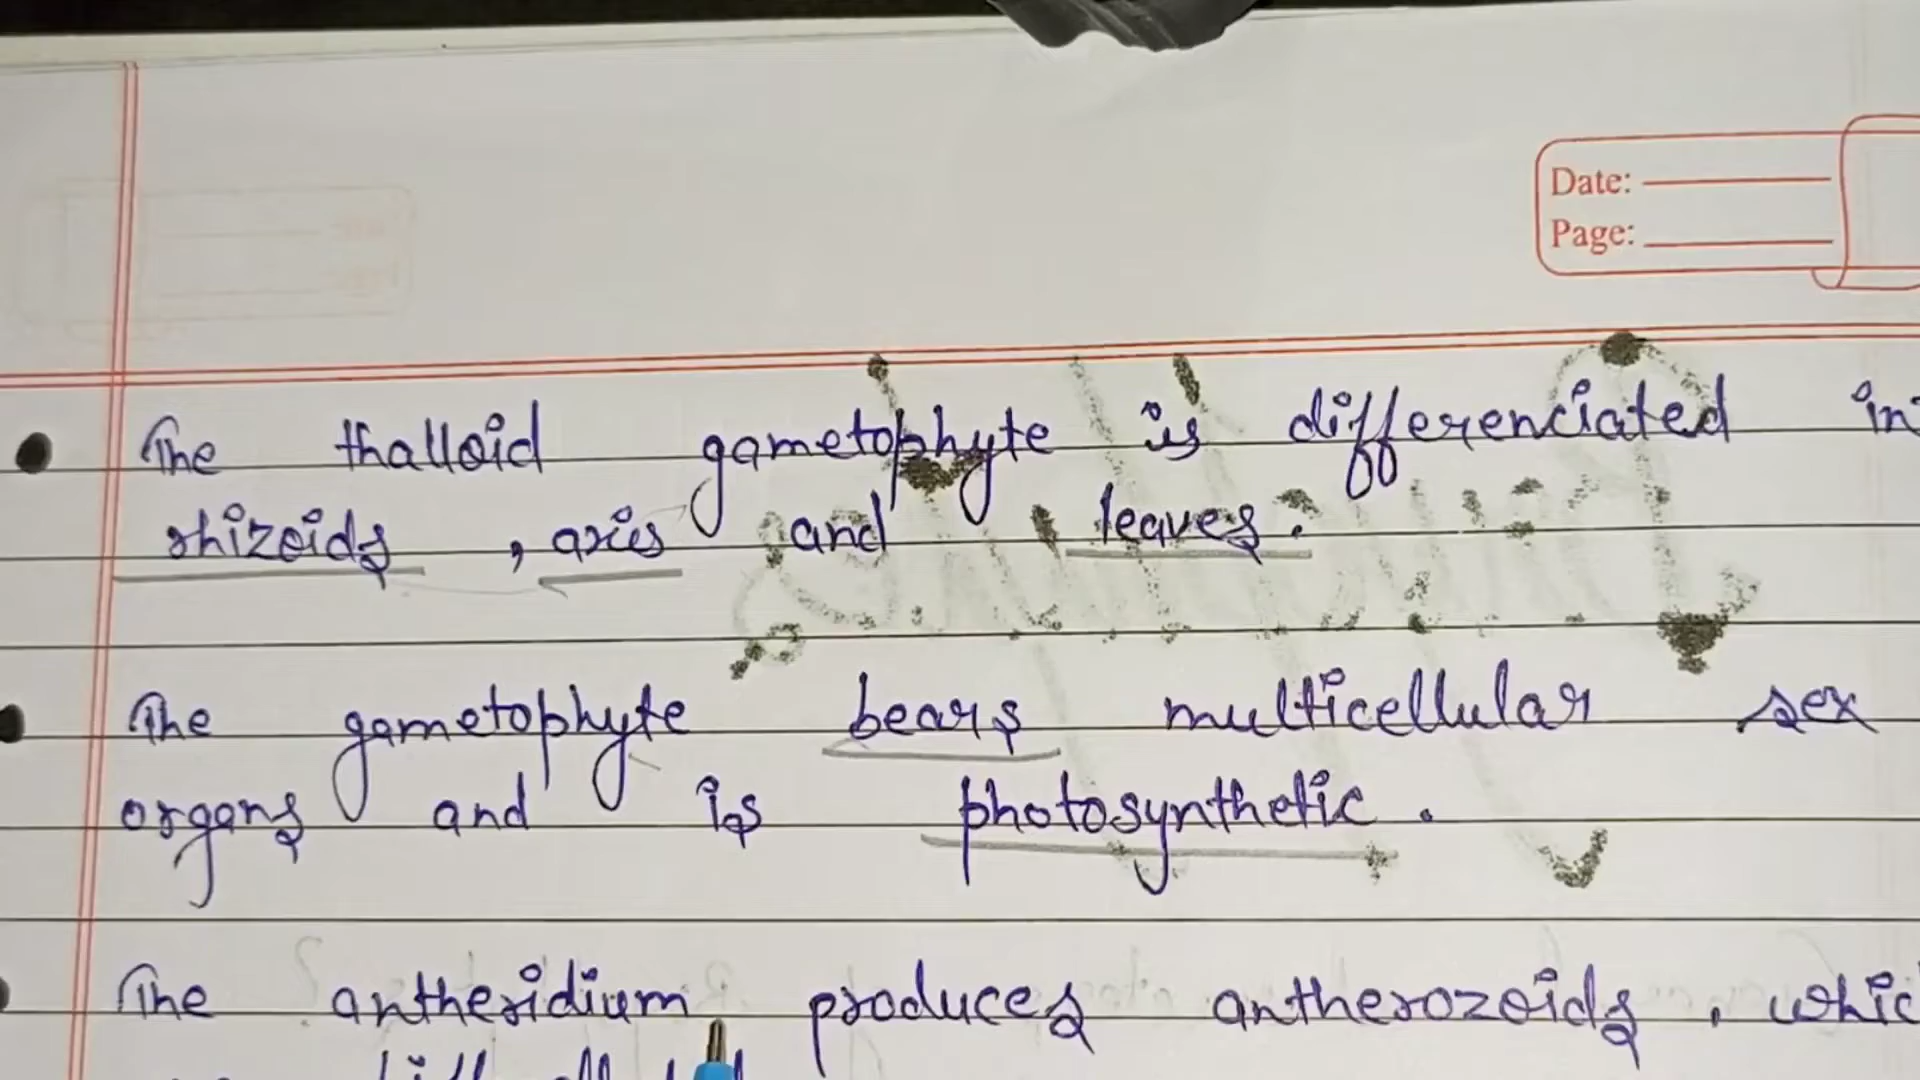 Date:
Page:
The thalloid gametophyte is differenciated in
rhizoids, axis and leaves.
The gametophyte bears multicellular sex
organs and is photosynthetic.
The antheridium produces antherozoids, whic